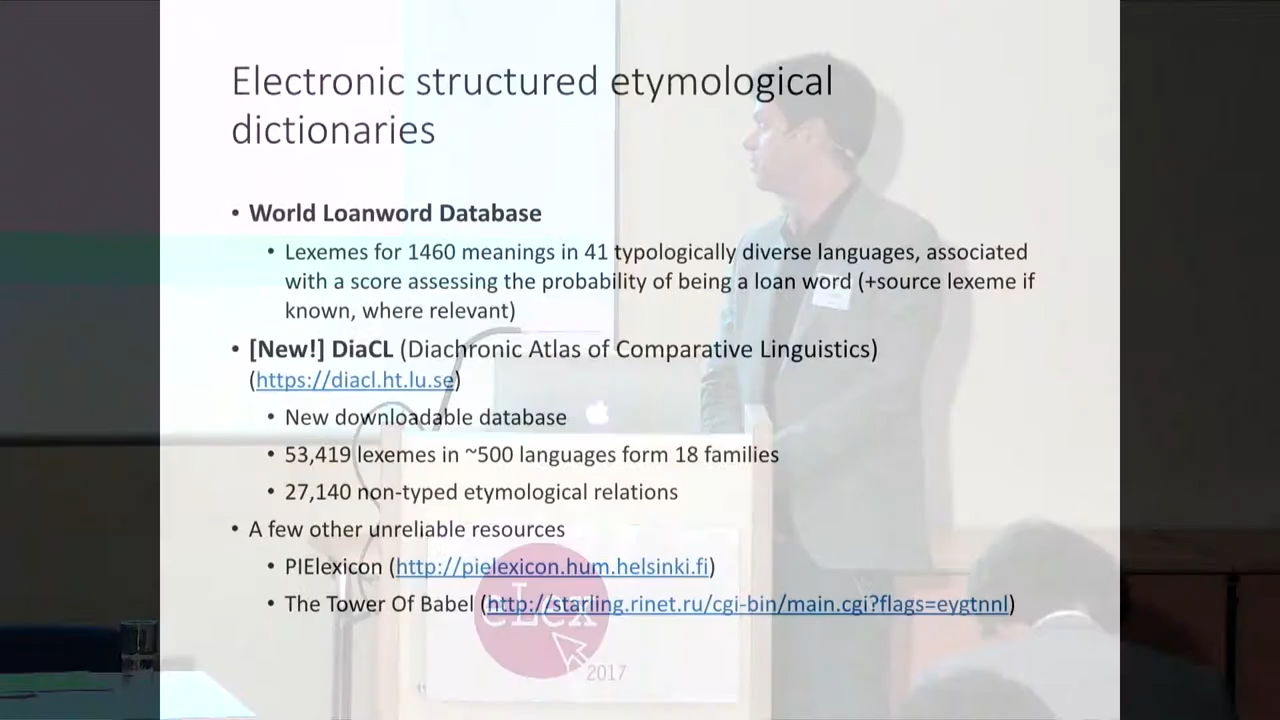 Electronic structured etymological
dictionaries
• World Loanword Database
• Lexemes for 1460 meanings in 41 typologically diverse languages, associated
with a score assessing the probability of being a loan word (+source lexeme if
known, where relevant)
• [New!] DiaCL (Diachronic Atlas of Comparative Linguistics)
(https://diacl.ht.lu.se)
• New downloadable database
• 53,419 lexemes in ~500 languages form 18 families
• 27,140 non-typed etymological relations
• A few other unreliable resources
• PIElexicon (http://pielexicon.hum.helsinki.fi)
• The Tower Of Babel (http://starling.rinet.ru/cgi-bin/main.cgi?flags=eygtnnl)
eLex
2017